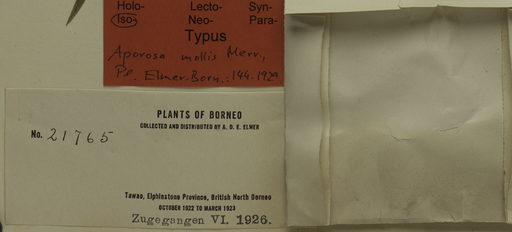 Holo- Lecto- Syn-
Iso- Neo- Para-
Typus
Aporosa mollis Merr.,
Pl. Elmer. Born.: 144. 1929
PLANTS OF BORNEO
COLLECTED AND DISTRIBUTED BY A. D. E. ELMER
No. 21765
Tawao, Elphinstone Province, British North Borneo
OCTOBER 1922 TO MARCH 1923
Zugegangen VI. 1926.